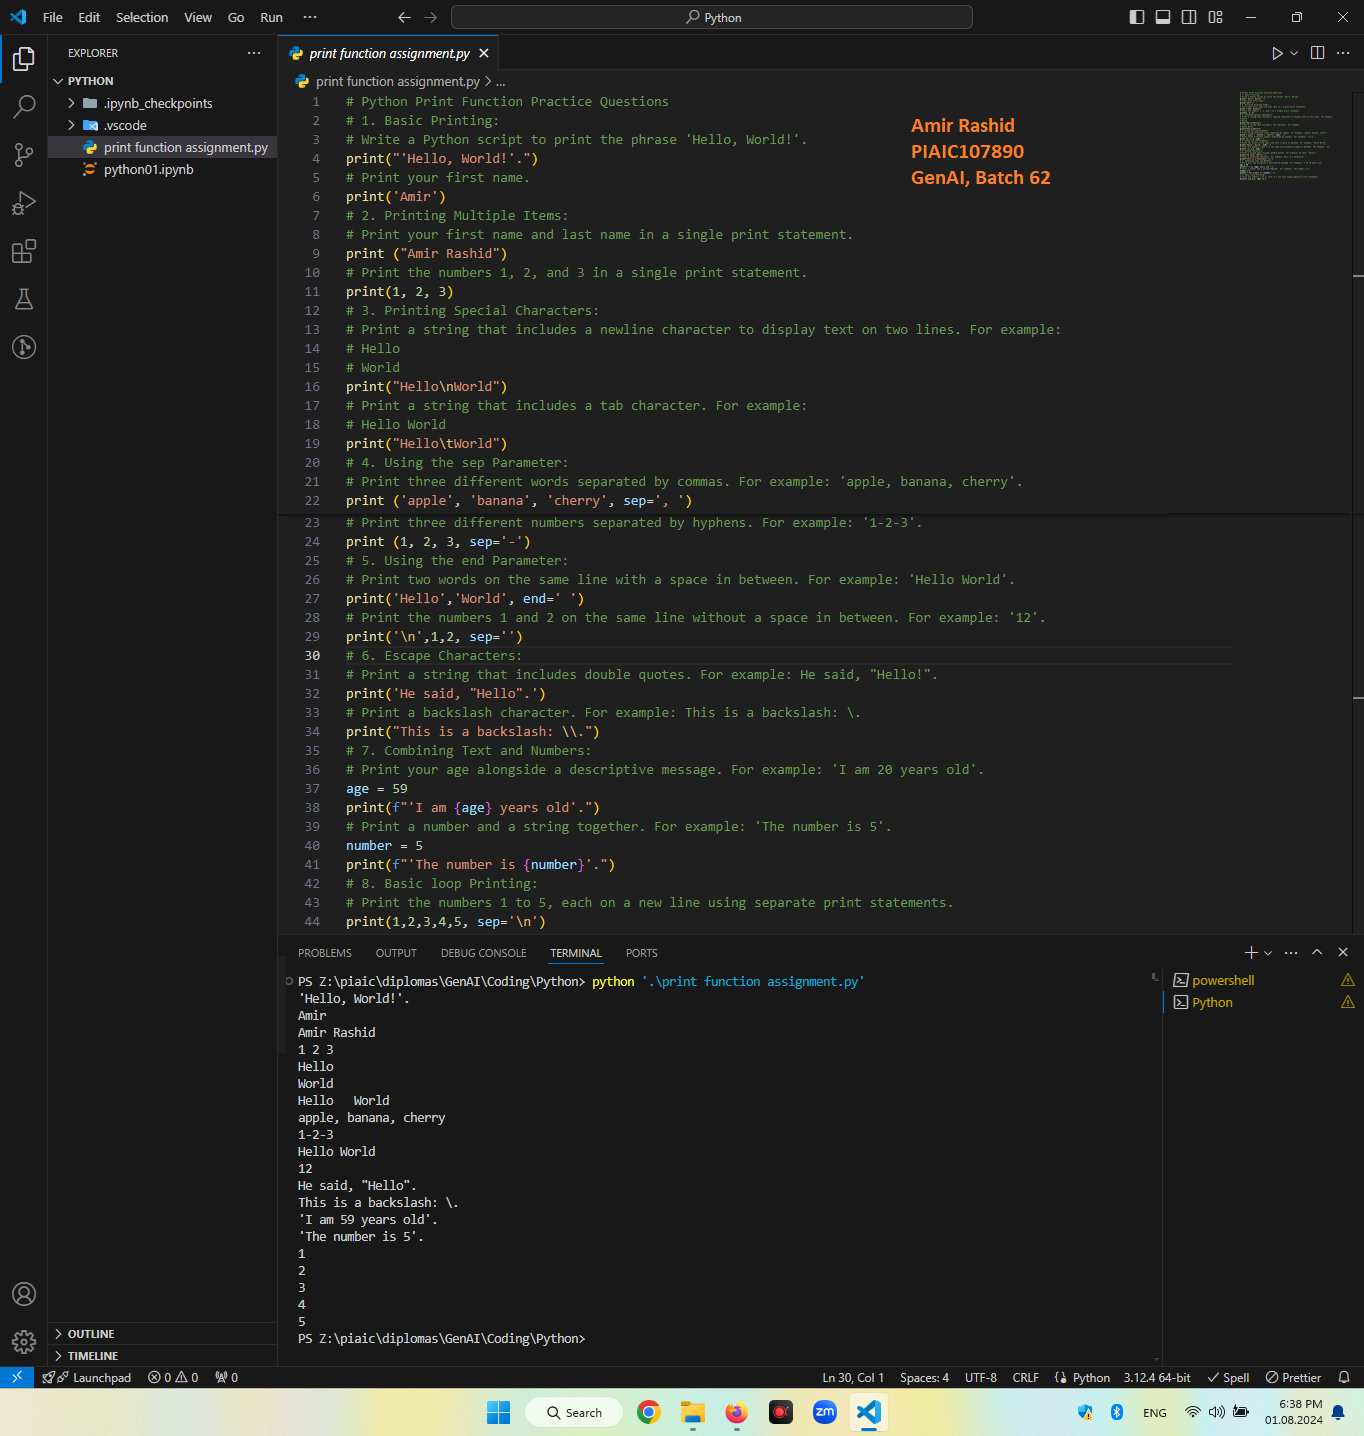 File Edit Selection View Go Run ··· Python
EXPLORER ···
PYTHON
.ipynb_checkpoints
.vscode
print function assignment.py
python01.ipynb
OUTLINE
TIMELINE
print function assignment.py
print function assignment.py > ...
Amir Rashid
PIAIC107890
GenAI, Batch 62
1 # Python Print Function Practice Questions
2 # 1. Basic Printing:
3 # Write a Python script to print the phrase 'Hello, World!'.
4 print("'Hello, World!'.")
5 # Print your first name.
6 print('Amir')
7 # 2. Printing Multiple Items:
8 # Print your first name and last name in a single print statement.
9 print ("Amir Rashid")
10 # Print the numbers 1, 2, and 3 in a single print statement.
11 print(1, 2, 3)
12 # 3. Printing Special Characters:
13 # Print a string that includes a newline character to display text on two lines. For example:
14 # Hello
15 # World
16 print("Hello\nWorld")
17 # Print a string that includes a tab character. For example:
18 # Hello World
19 print("Hello\tWorld")
20 # 4. Using the sep Parameter:
21 # Print three different words separated by commas. For example: 'apple, banana, cherry'.
22 print ('apple', 'banana', 'cherry', sep=', ')
23 # Print three different numbers separated by hyphens. For example: '1-2-3'.
24 print (1, 2, 3, sep='-')
25 # 5. Using the end Parameter:
26 # Print two words on the same line with a space in between. For example: 'Hello World'.
27 print('Hello','World', end=' ')
28 # Print the numbers 1 and 2 on the same line without a space in between. For example: '12'.
29 print('\n',1,2, sep='')
30 # 6. Escape Characters:
31 # Print a string that includes double quotes. For example: He said, "Hello!".
32 print('He said, "Hello".')
33 # Print a backslash character. For example: This is a backslash: \.
34 print("This is a backslash: \\.")
35 # 7. Combining Text and Numbers:
36 # Print your age alongside a descriptive message. For example: 'I am 20 years old'.
37 age = 59
38 print(f"'I am {age} years old'.")
39 # Print a number and a string together. For example: 'The number is 5'.
40 number = 5
41 print(f"'The number is {number}'.")
42 # 8. Basic loop Printing:
43 # Print the numbers 1 to 5, each on a new line using separate print statements.
44 print(1,2,3,4,5, sep='\n')
PROBLEMS OUTPUT DEBUG CONSOLE TERMINAL PORTS
PS Z:\piaic\diplomas\GenAI\Coding\Python> python '.\print function assignment.py'
'Hello, World!'.
Amir
Amir Rashid
1 2 3
Hello
World
Hello   World
apple, banana, cherry
1-2-3
Hello World
12
He said, "Hello".
This is a backslash: \.
'I am 59 years old'.
'The number is 5'.
1
2
3
4
5
PS Z:\piaic\diplomas\GenAI\Coding\Python>
powershell
Python
Launchpad 0 0 0 Ln 30, Col 1 Spaces: 4 UTF-8 CRLF Python 3.12.4 64-bit Spell Prettier
Search zm ENG 6:38 PM
01.08.2024